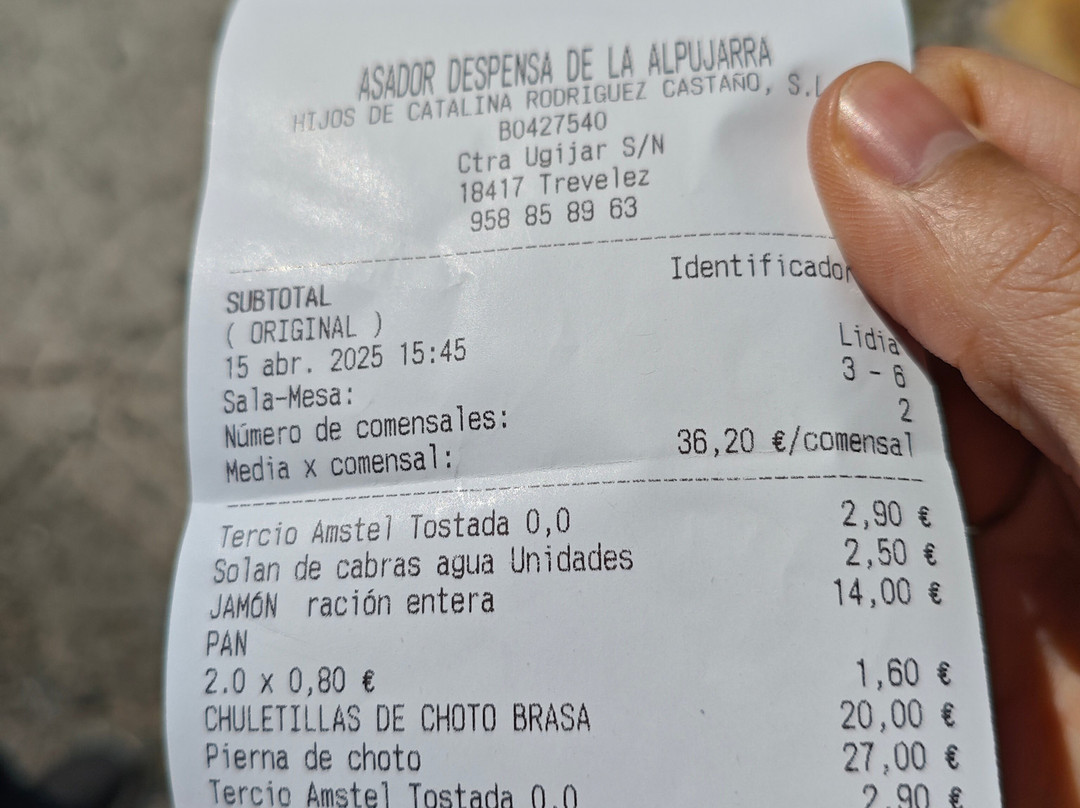 ASADOR DESPENSA DE LA ALPUJARRA
HIJOS DE CATALINA RODRIGUEZ CASTAÑO, S.L
B0427540
Ctra Ugijar S/N
18417 Trevelez
958 85 89 63
Identificador
SUBTOTAL
( ORIGINAL )
15 abr. 2025 15:45 Lidia
Sala-Mesa: 3 - 6
Número de comensales: 2
Media x comensal: 36,20 €/comensal
Tercio Amstel Tostada 0,0 2,90 €
Solan de cabras agua Unidades 2,50 €
JAMÓN ración entera 14,00 €
PAN
2.0 x 0,80 € 1,60 €
CHULETILLAS DE CHOTO BRASA 20,00 €
Pierna de choto 27,00 €
Tercio Amstel Tostada 0,0 2,90 €